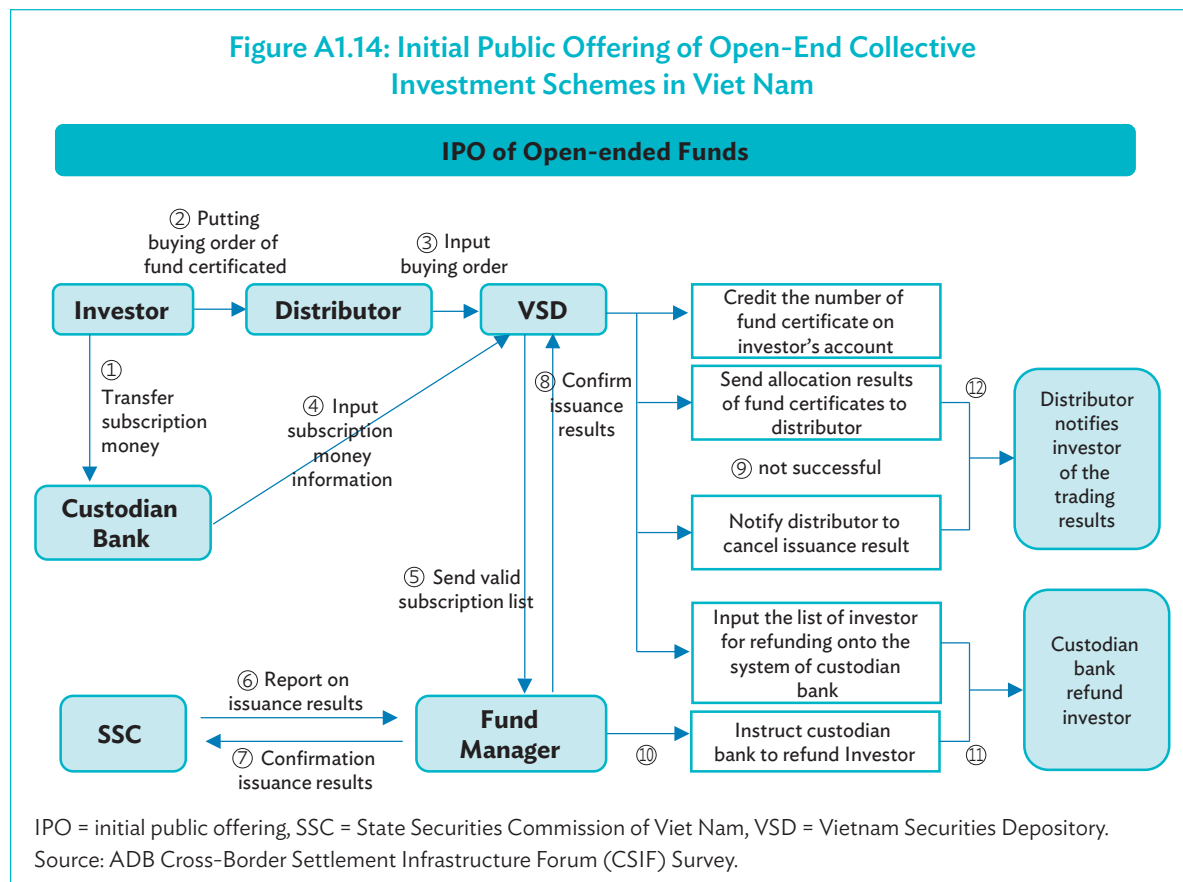 Figure A1.14: Initial Public Offering of Open-End Collective
Investment Schemes in Viet Nam
IPO of Open-ended Funds
② Putting
buying order of
fund certificated
③ Input
buying order
Investor
Distributor
VSD
①
Transfer
subscription
money
④ Input
subscription
money
information
⑧ Confirm
issuance
results
Custodian
Bank
⑤ Send valid
subscription list
⑥ Report on
issuance results
SSC
⑦ Confirmation
issuance results
Fund
Manager
Credit the number of
fund certificate on
investor’s account
Send allocation results
of fund certificates to
distributor
⑨ not successful
Notify distributor to
cancel issuance result
Input the list of investor
for refunding onto the
system of custodian
bank
⑩
Instruct custodian
bank to refund Investor
⑫
Distributor
notifies
investor
of the
trading
results
Custodian
bank
refund
investor
⑪
IPO = initial public offering, SSC = State Securities Commission of Viet Nam, VSD = Vietnam Securities Depository.
Source: ADB Cross-Border Settlement Infrastructure Forum (CSIF) Survey.